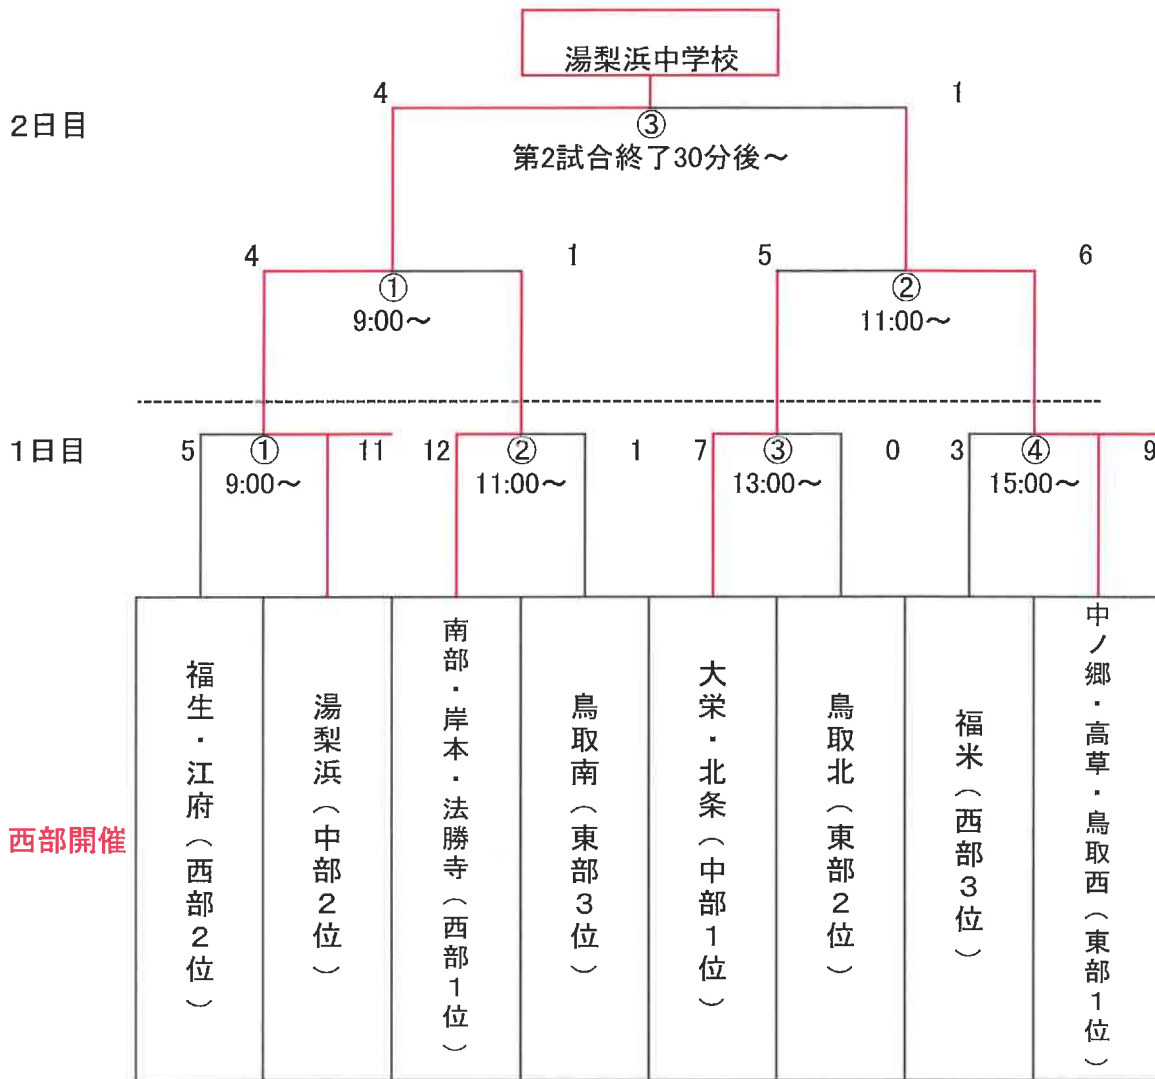 湯梨浜中学校
4
1
2日目
③
第2試合終了30分後～
4
1
5
6
①
②
9:00～
11:00～
1日目
5
①
11
12
②
1
7
③
0
3
④
9
9:00～
11:00～
13:00～
15:00～
西部開催
福生・江府（西部2位）
湯梨浜（中部2位）
南部・岸本・法勝寺（西部1位）
鳥取南（東部3位）
大栄・北条（中部1位）
鳥取北（東部2位）
福米（西部3位）
中ノ郷・高草・鳥取西（東部1位）